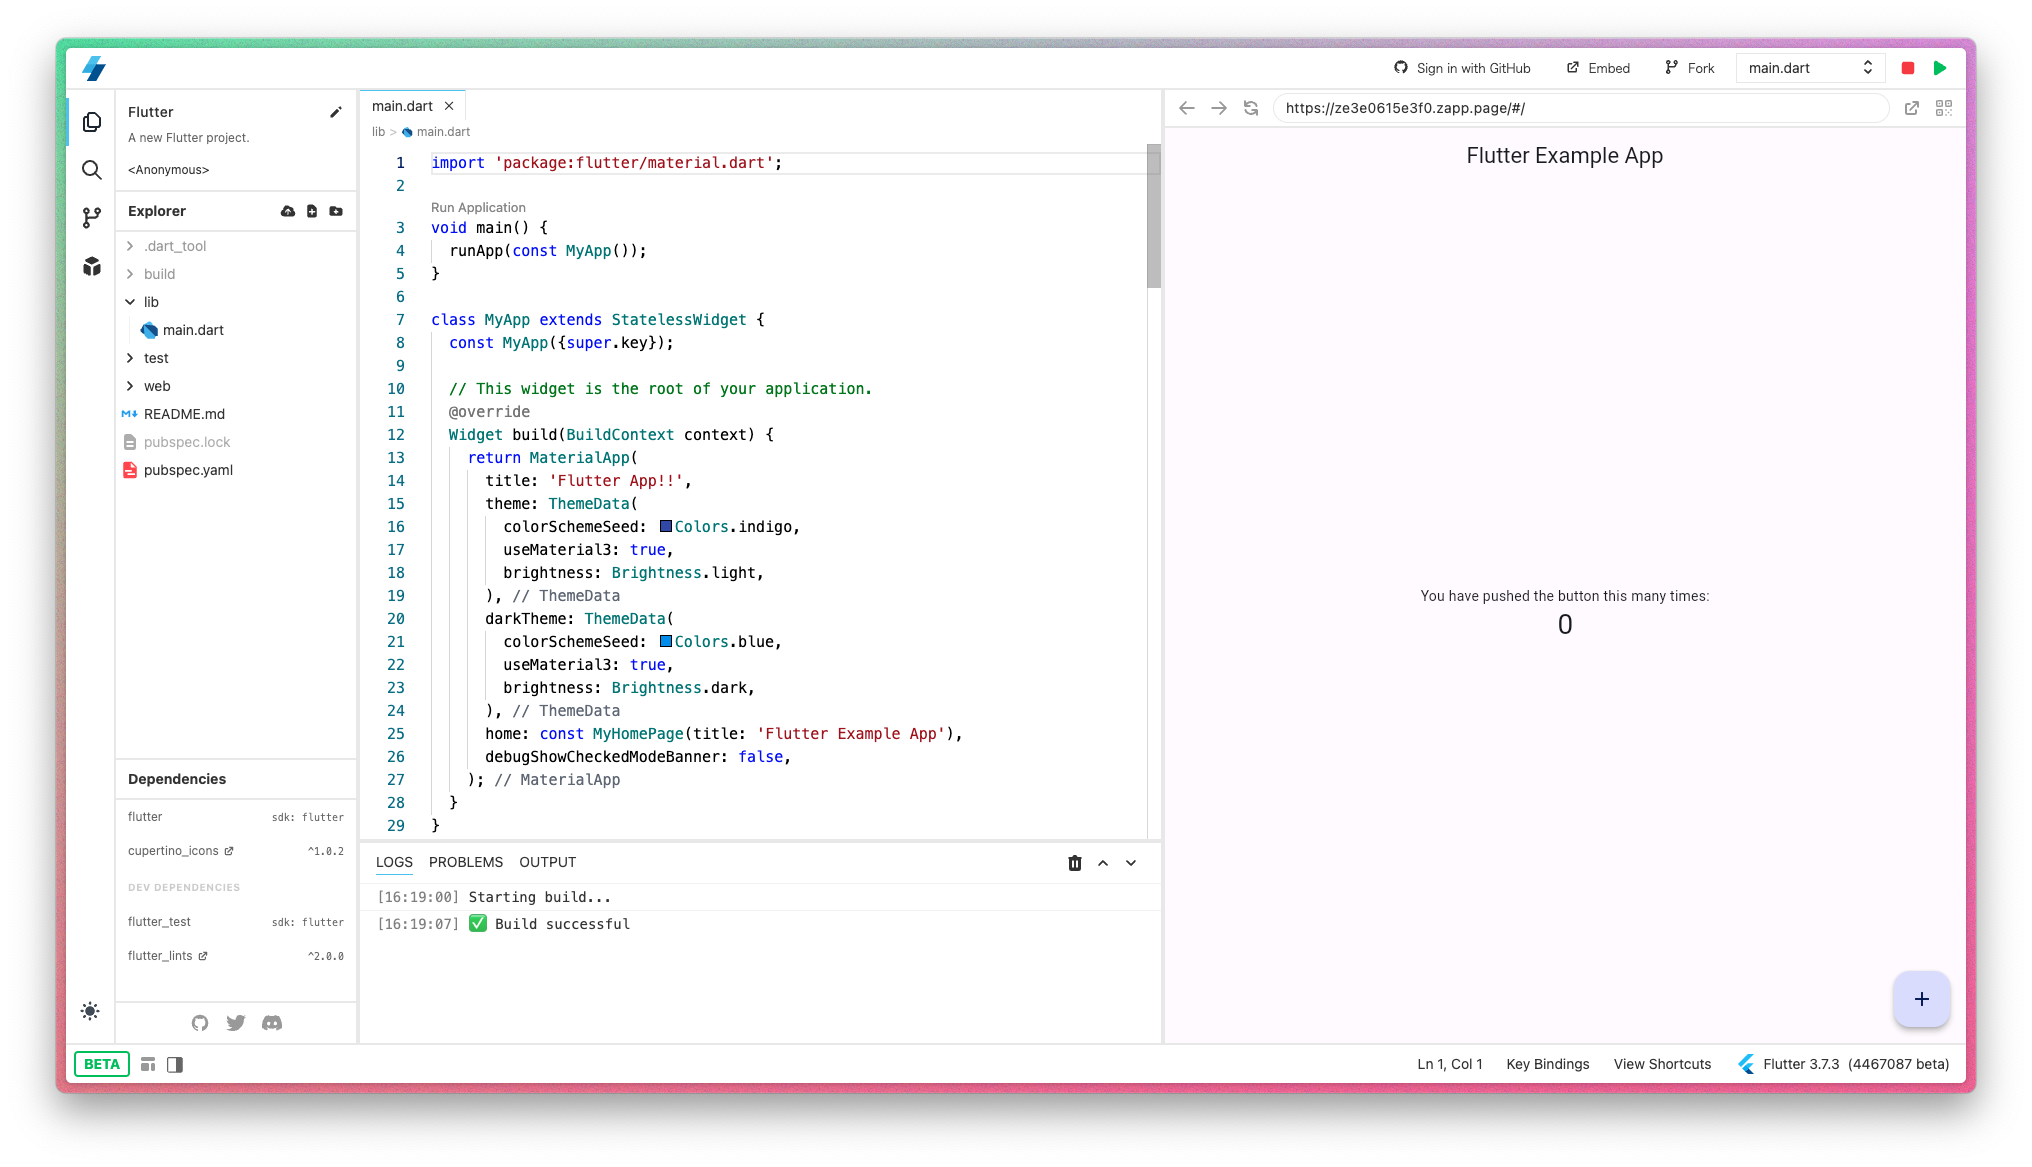 Sign in with GitHub
Embed
Fork
main.dart
Flutter
A new Flutter project.
<Anonymous>
Explorer
.dart_tool
build
lib
main.dart
test
web
README.md
pubspec.lock
pubspec.yaml
Dependencies
flutter sdk: flutter
cupertino_icons ^1.0.2
DEV DEPENDENCIES
flutter_test sdk: flutter
flutter_lints ^2.0.0
main.dart
lib > main.dart
1 import 'package:flutter/material.dart';
2
Run Application
3 void main() {
4 runApp(const MyApp());
5 }
6
7 class MyApp extends StatelessWidget {
8 const MyApp({super.key});
9
10 // This widget is the root of your application.
11 @override
12 Widget build(BuildContext context) {
13 return MaterialApp(
14 title: 'Flutter App!!',
15 theme: ThemeData(
16 colorSchemeSeed: Colors.indigo,
17 useMaterial3: true,
18 brightness: Brightness.light,
19 ), // ThemeData
20 darkTheme: ThemeData(
21 colorSchemeSeed: Colors.blue,
22 useMaterial3: true,
23 brightness: Brightness.dark,
24 ), // ThemeData
25 home: const MyHomePage(title: 'Flutter Example App'),
26 debugShowCheckedModeBanner: false,
27 ); // MaterialApp
28 }
29 }
LOGS PROBLEMS OUTPUT
[16:19:00] Starting build...
[16:19:07] ✅ Build successful
https://ze3e0615e3f0.zapp.page/#/
Flutter Example App
You have pushed the button this many times:
0
+
BETA
Ln 1, Col 1
Key Bindings
View Shortcuts
Flutter 3.7.3 (4467087 beta)